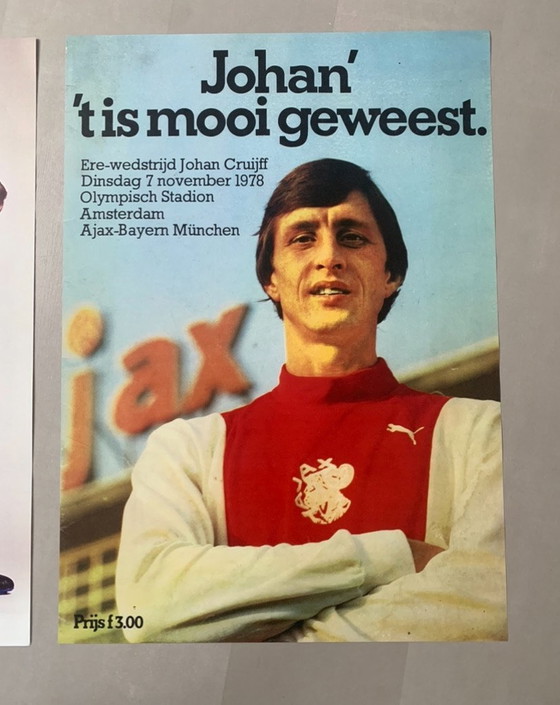 Johan'
't is mooi geweest.
Ere-wedstrijd Johan Cruijff
Dinsdag 7 november 1978
Olympisch Stadion
Amsterdam
Ajax-Bayern München
jax
AJAX
Prijs f 3.00